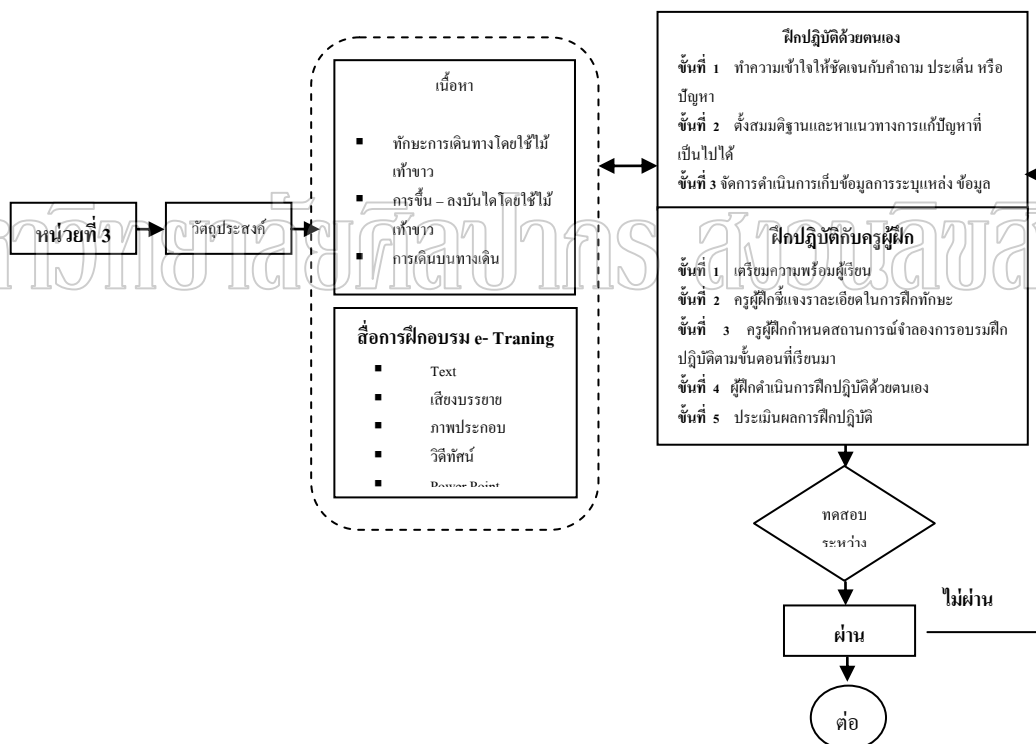 หน่วยที่ 3
วัตถุประสงค์
เนื้อหา
▪ ทักษะการเดินทางโดยใช้ไม้
เท้าขาว
▪ การขึ้น – ลงบันไดโดยใช้ไม้
เท้าขาว
▪ การเดินบนทางเดิน
สื่อการฝึกอบรม e- Traning
▪ Text
▪ เสียงบรรยาย
▪ ภาพประกอบ
▪ วิดีทัศน์
▪ Power Point
ฝึกปฎิบัติด้วยตนเอง
ขั้นที่ 1 ทำความเข้าใจให้ชัดเจนกับคำถาม ประเด็น หรือ
ปัญหา
ขั้นที่ 2 ตั้งสมมติฐานและหาแนวทางการแก้ปัญหาที่
เป็นไปได้
ขั้นที่ 3 จัดการดำเนินการเก็บข้อมูลการระบุแหล่ง ข้อมูล
ฝึกปฎิบัติกับครูผู้ฝึก
ขั้นที่ 1 เตรียมความพร้อมผู้เรียน
ขั้นที่ 2 ครูผู้ฝึกชี้แจงราละเอียดในการฝึกทักษะ
ขั้นที่ 3 ครูผู้ฝึกกำหนดสถานการณ์จำลองการอบรมฝึก
ปฎิบัติตามขั้นตอนที่เรียนมา
ขั้นที่ 4 ผู้ฝึกดำเนินการฝึกปฎิบัติด้วยตนเอง
ขั้นที่ 5 ประเมินผลการฝึกปฎิบัติ
ทดสอบ
ระหว่าง
ไม่ผ่าน
ผ่าน
ต่อ